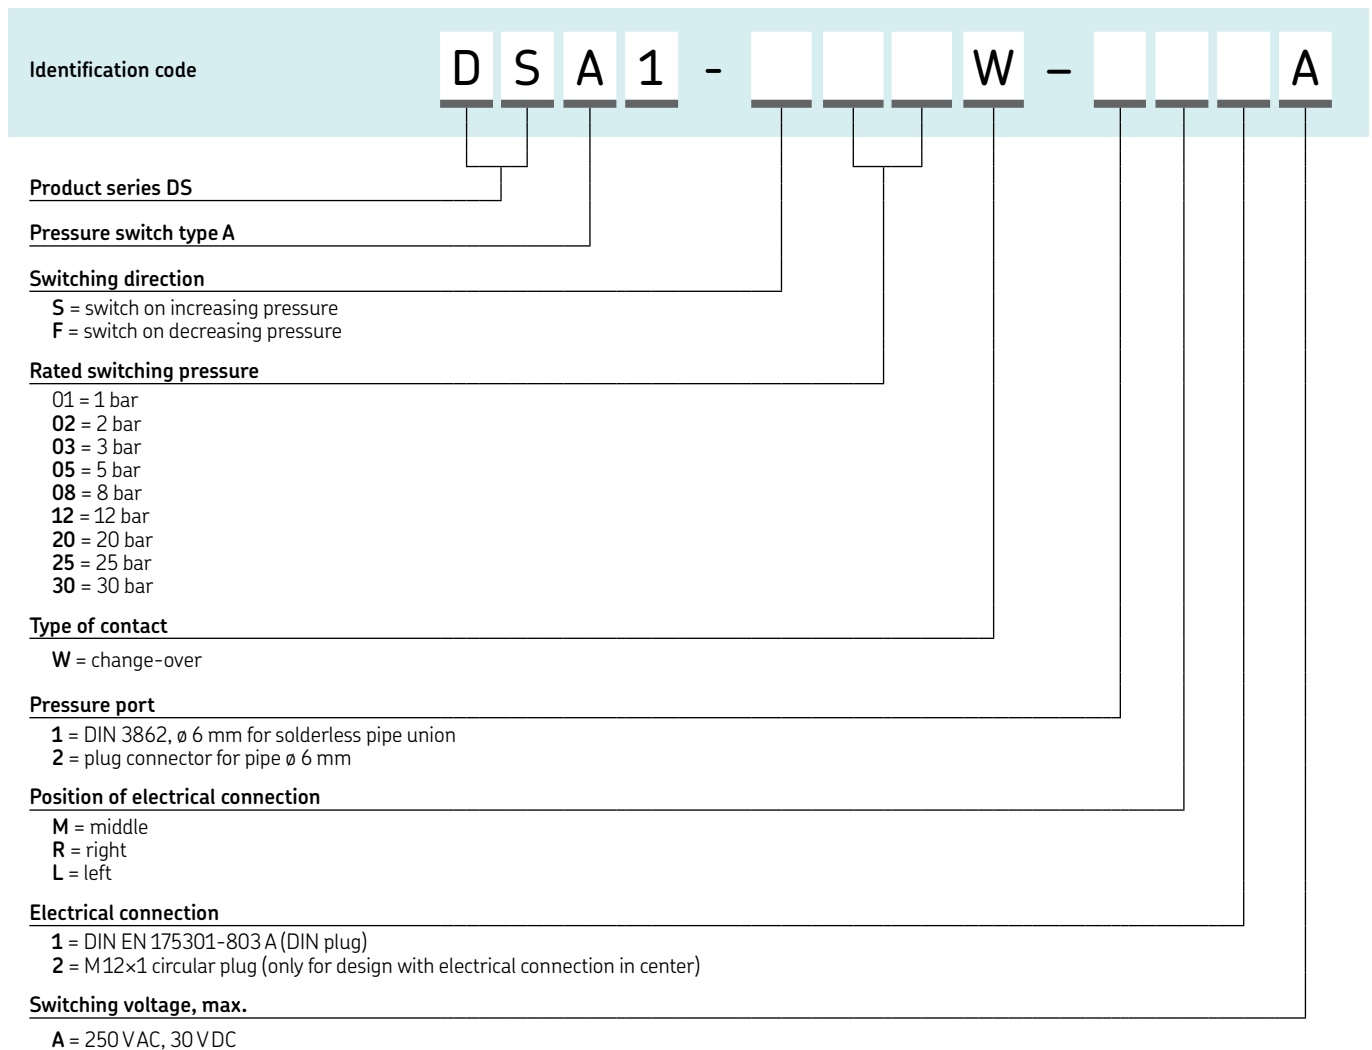 Identification code D S A 1 - W – A
Product series DS
Pressure switch type A
Switching direction
S = switch on increasing pressure
F = switch on decreasing pressure
Rated switching pressure
01 = 1 bar
02 = 2 bar
03 = 3 bar
05 = 5 bar
08 = 8 bar
12 = 12 bar
20 = 20 bar
25 = 25 bar
30 = 30 bar
Type of contact
W = change-over
Pressure port
1 = DIN 3862, ø 6 mm for solderless pipe union
2 = plug connector for pipe ø 6 mm
Position of electrical connection
M = middle
R = right
L = left
Electrical connection
1 = DIN EN 175301-803 A (DIN plug)
2 = M12×1 circular plug (only for design with electrical connection in center)
Switching voltage, max.
A = 250 V AC, 30 V DC